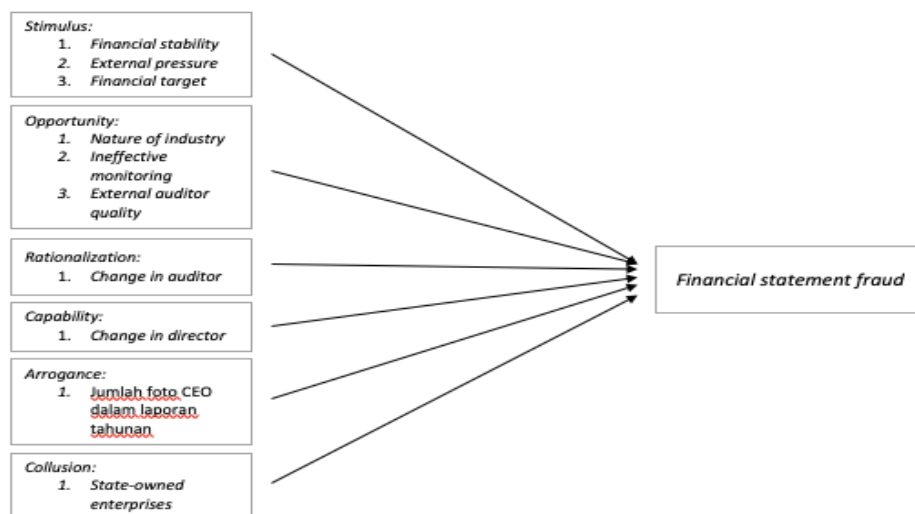 Stimulus:
1. Financial stability
2. External pressure
3. Financial target
Opportunity:
1. Nature of industry
2. Ineffective
monitoring
3. External auditor
quality
Rationalization:
1. Change in auditor
Capability:
1. Change in director
Arrogance:
1. Jumlah foto CEO
dalam laporan
tahunan
Collusion:
1. State-owned
enterprises
Financial statement fraud